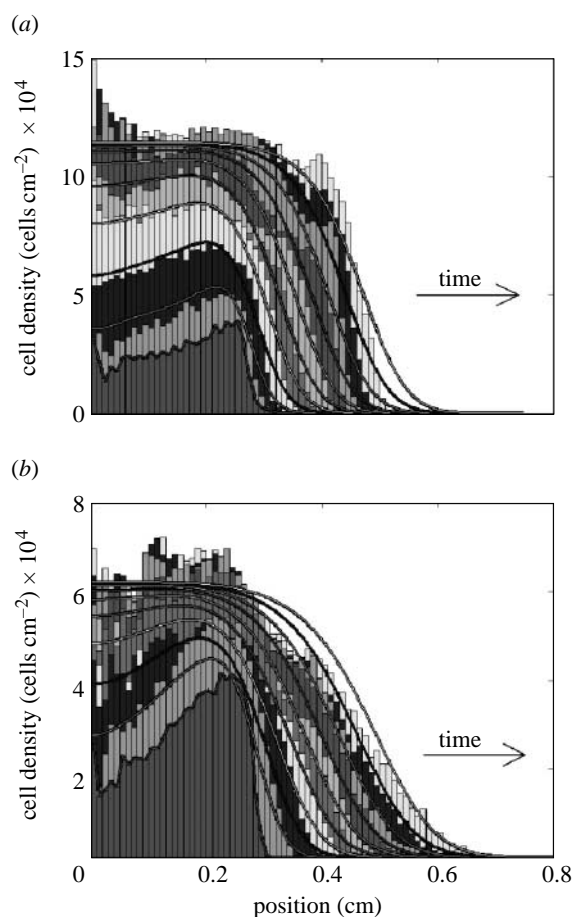 (a)
15
10
5
0
cell density (cells cm⁻²) × 10⁴
time
(b)
8
6
4
2
0
0.2
0.4
0.6
0.8
cell density (cells cm⁻²) × 10⁴
time
position (cm)